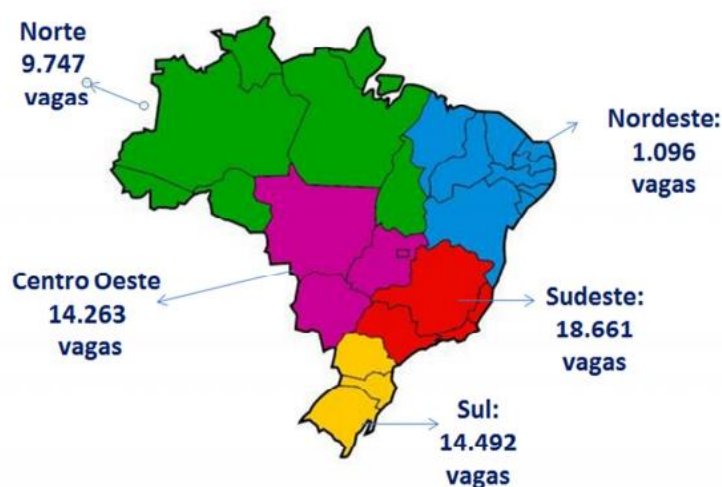 Norte
9.747
vagas
Nordeste:
1.096
vagas
Centro Oeste
14.263
vagas
Sudeste:
18.661
vagas
Sul:
14.492
vagas